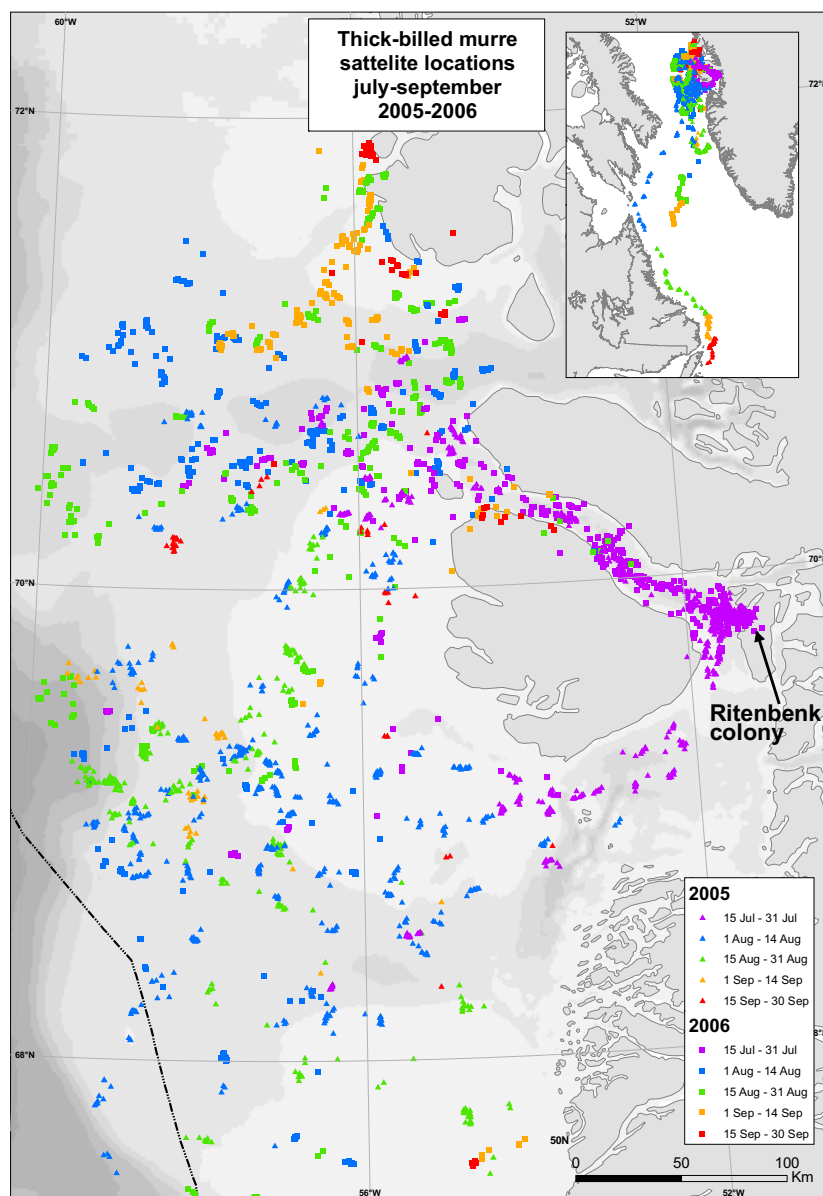 60°W
52°W
Thick-billed murre
sattelite locations
july-september
2005-2006
72°N
72°N
70°N
70°N
Ritenbenk
colony
2005
15 Jul - 31 Jul
1 Aug - 14 Aug
15 Aug - 31 Aug
1 Sep - 14 Sep
15 Sep - 30 Sep
2006
15 Jul - 31 Jul
1 Aug - 14 Aug
15 Aug - 31 Aug
1 Sep - 14 Sep
15 Sep - 30 Sep
68°N
50N
0 50 100
Km
56°W
52°W